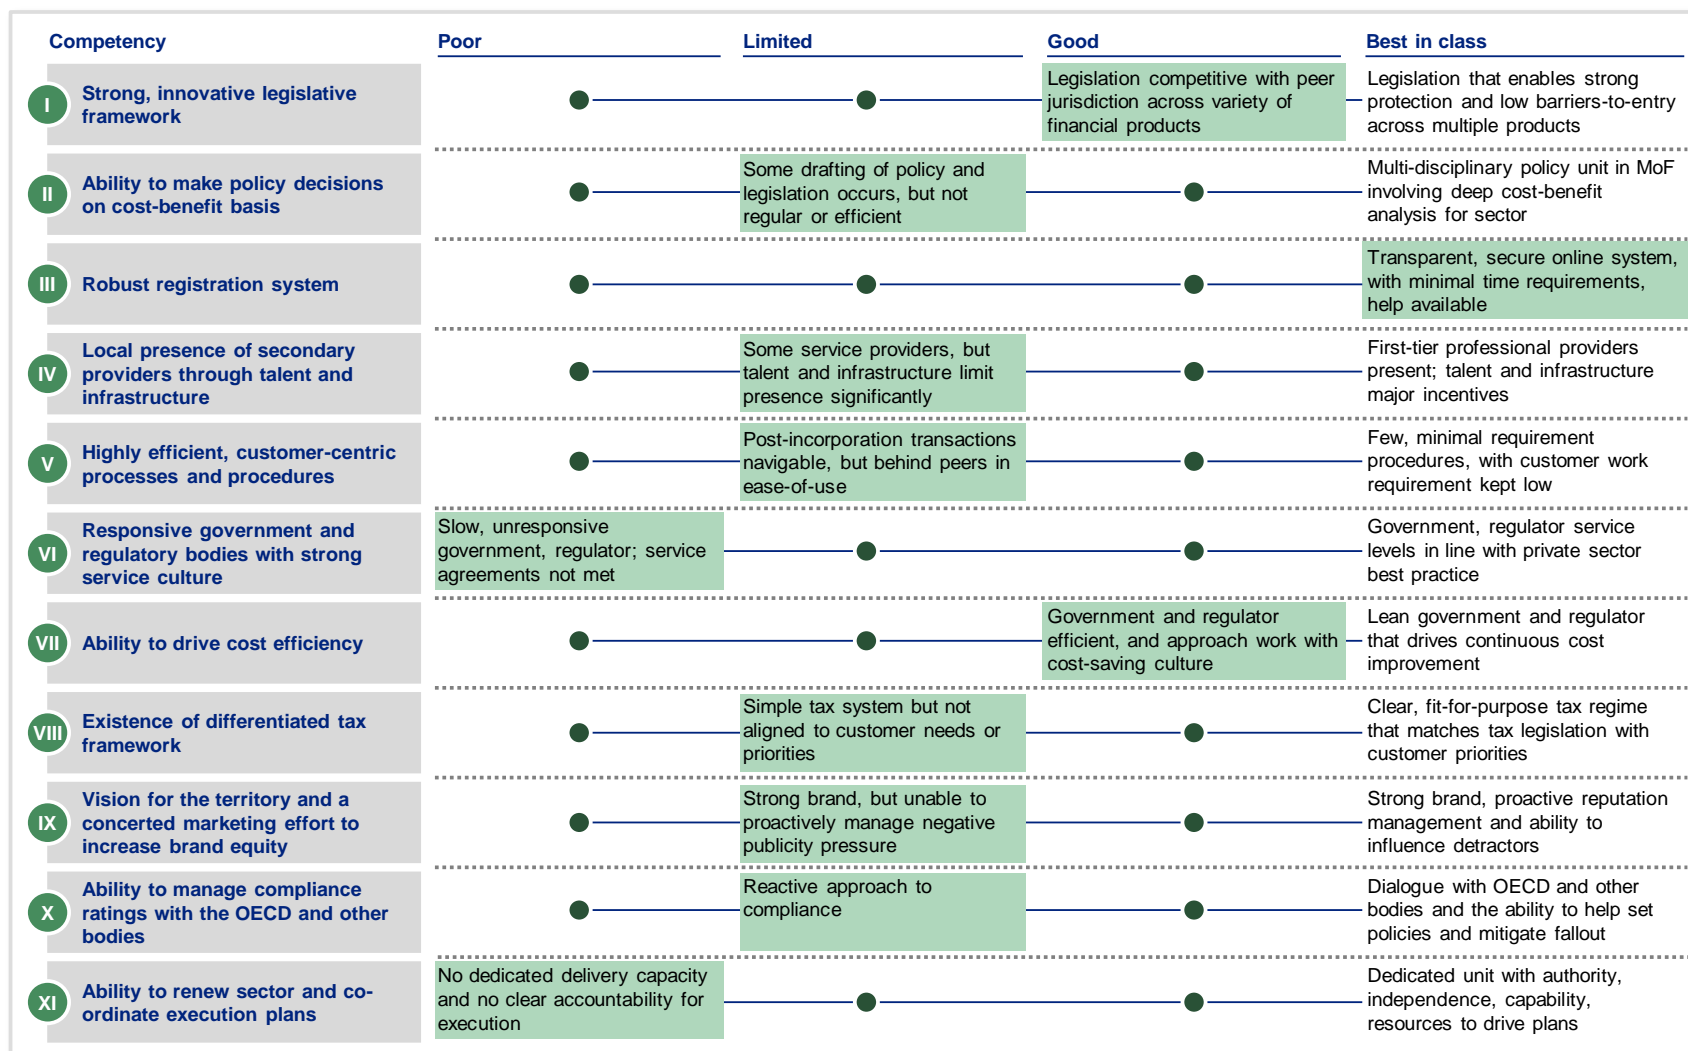 Competency
Poor
Limited
Good
Best in class
I
Strong, innovative legislative
framework
Legislation competitive with peer
jurisdiction across variety of
financial products
Legislation that enables strong
protection and low barriers-to-entry
across multiple products
II
Ability to make policy decisions
on cost-benefit basis
Some drafting of policy and
legislation occurs, but not
regular or efficient
Multi-disciplinary policy unit in MoF
involving deep cost-benefit
analysis for sector
III
Robust registration system
Transparent, secure online system,
with minimal time requirements,
help available
IV
Local presence of secondary
providers through talent and
infrastructure
Some service providers, but
talent and infrastructure limit
presence significantly
First-tier professional providers
present; talent and infrastructure
major incentives
V
Highly efficient, customer-centric
processes and procedures
Post-incorporation transactions
navigable, but behind peers in
ease-of-use
Few, minimal requirement
procedures, with customer work
requirement kept low
VI
Responsive government and
regulatory bodies with strong
service culture
Slow, unresponsive
government, regulator; service
agreements not met
Government, regulator service
levels in line with private sector
best practice
VII
Ability to drive cost efficiency
Government and regulator
efficient, and approach work with
cost-saving culture
Lean government and regulator
that drives continuous cost
improvement
VIII
Existence of differentiated tax
framework
Simple tax system but not
aligned to customer needs or
priorities
Clear, fit-for-purpose tax regime
that matches tax legislation with
customer priorities
IX
Vision for the territory and a
concerted marketing effort to
increase brand equity
Strong brand, but unable to
proactively manage negative
publicity pressure
Strong brand, proactive reputation
management and ability to
influence detractors
X
Ability to manage compliance
ratings with the OECD and other
bodies
Reactive approach to
compliance
Dialogue with OECD and other
bodies and the ability to help set
policies and mitigate fallout
XI
Ability to renew sector and co-
ordinate execution plans
No dedicated delivery capacity
and no clear accountability for
execution
Dedicated unit with authority,
independence, capability,
resources to drive plans